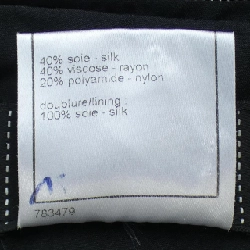 40% soie - silk
40% viscose - rayon
20% polyamide - nylon
doublure/lining :
100% soie - silk
783479